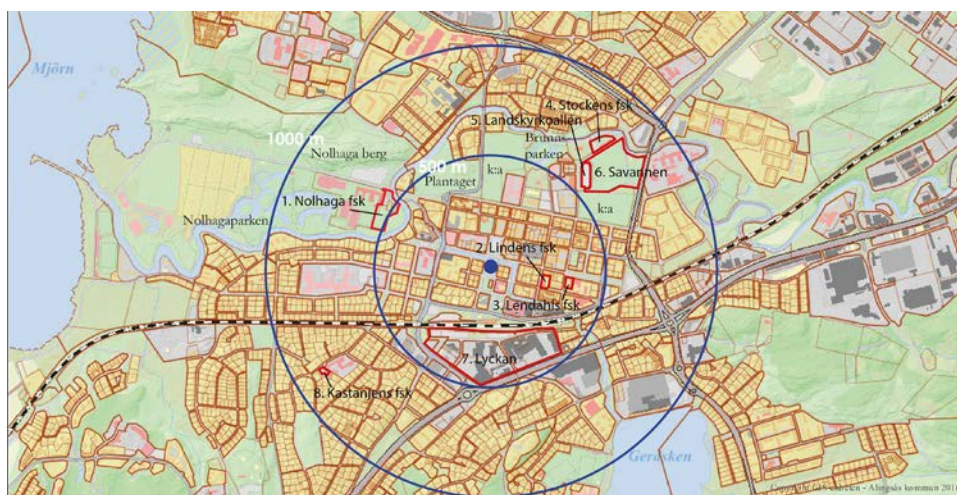 Mjörn
4. Stockens fsk
5. Landskyrkoallén
1000 m
Brunns-
parken
Nolhaga berg
500 m
k:a
6. Savannen
Plantaget
1. Nolhaga fsk
k:a
Nolhagaparken
2. Lindens fsk
3. Lendahls fsk
7. Lyckan
8. Kastanjens fsk
Gerdsken